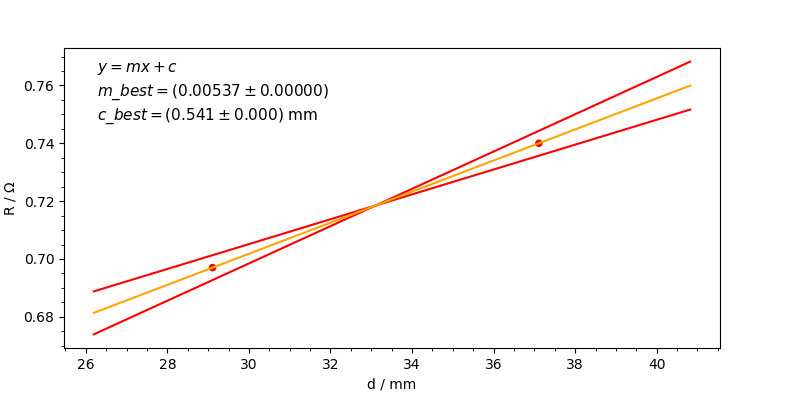 y = mx + c
m_best = (0.00537 ± 0.00000)
c_best = (0.541 ± 0.000) mm
0.76
0.74
0.72
0.70
0.68
R / Ω
26 28 30 32 34 36 38 40
d / mm